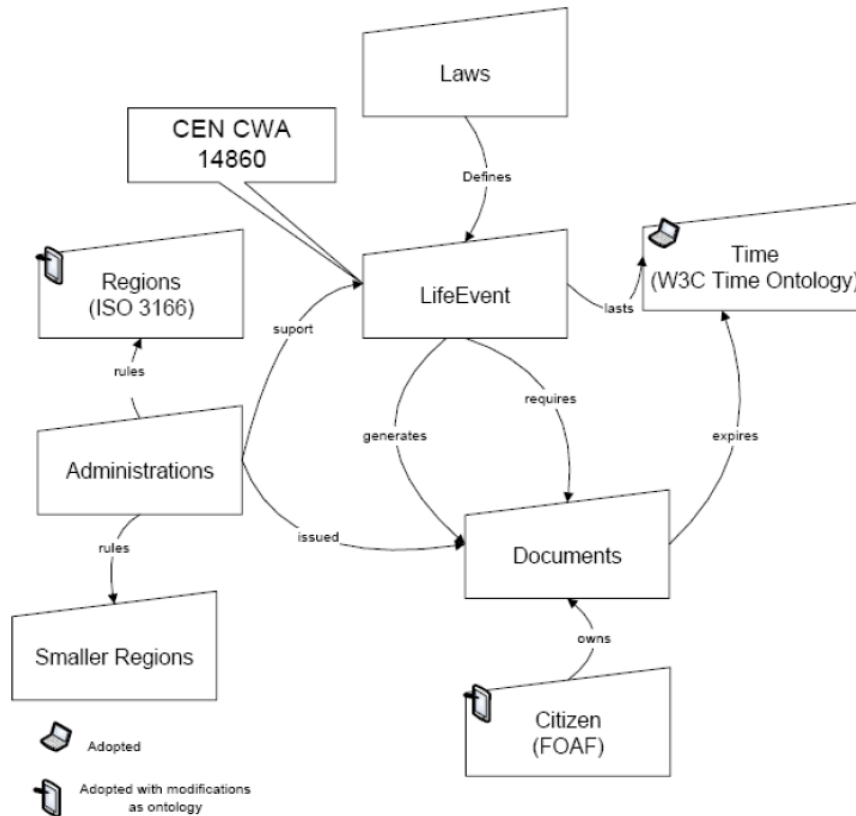 Laws
CEN CWA
14860
Defines
Time
(W3C Time Ontology)
Regions
(ISO 3166)
LifeEvent
lasts
suport
rules
requires
generates
expires
Administrations
issued
rules
Documents
owns
Smaller Regions
Citizen
(FOAF)
Adopted
Adopted with modifications
as ontology